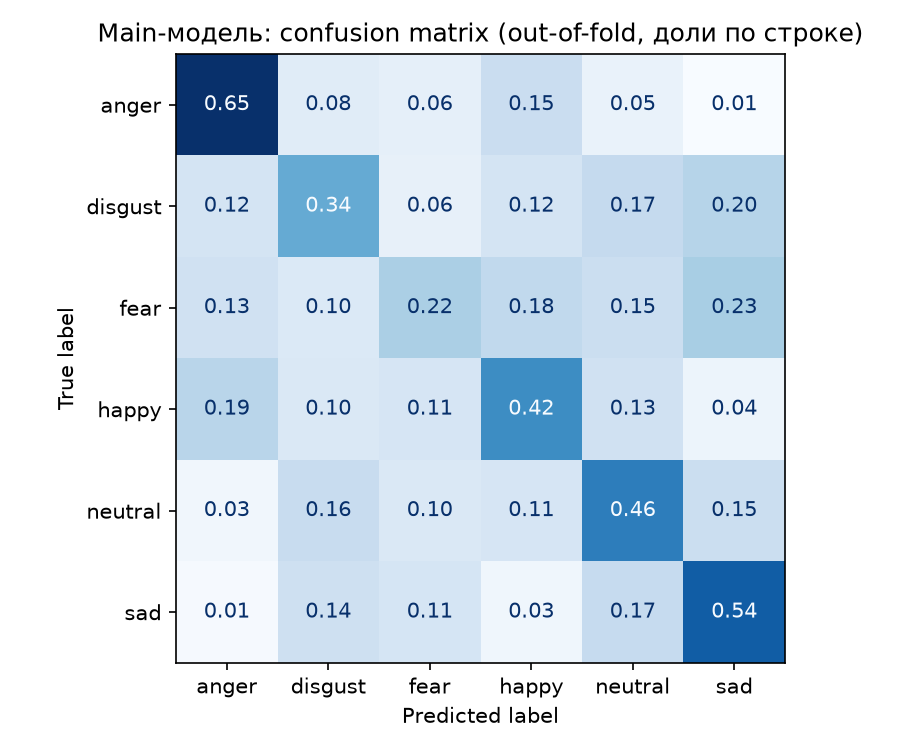 Main-модель: confusion matrix (out-of-fold, доли по строке)
True label
anger 0.65 0.08 0.06 0.15 0.05 0.01
disgust 0.12 0.34 0.06 0.12 0.17 0.20
fear 0.13 0.10 0.22 0.18 0.15 0.23
happy 0.19 0.10 0.11 0.42 0.13 0.04
neutral 0.03 0.16 0.10 0.11 0.46 0.15
sad 0.01 0.14 0.11 0.03 0.17 0.54
anger disgust fear happy neutral sad
Predicted label